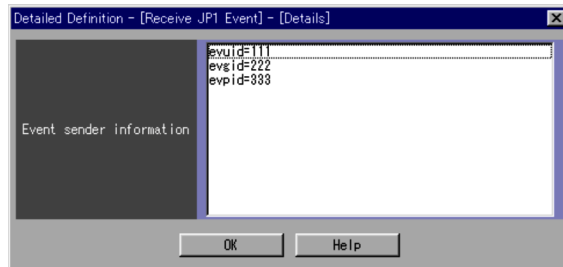 Detailed Definition - [Receive JP1 Event] - [Details]
evuid=111
evgid=222
evpid=333
Event sender information
OK
Help